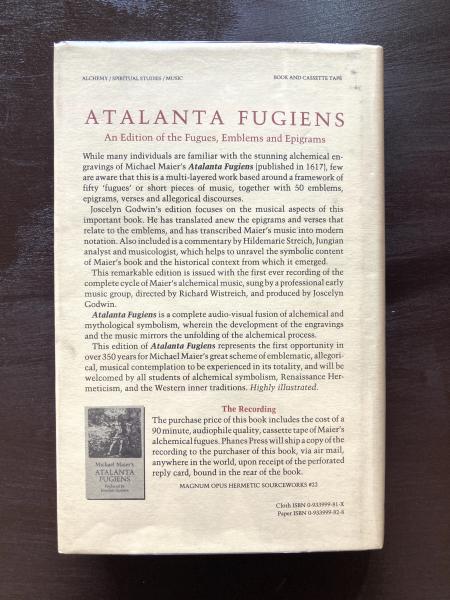 ALCHEMY / SPIRITUAL STUDIES / MUSIC BOOK AND CASSETTE TAPE
ATALANTA FUGIENS
An Edition of the Fugues, Emblems and Epigrams
While many individuals are familiar with the stunning alchemical en-
gravings of Michael Maier's Atalanta Fugiens (published in 1617), few
are aware that this is a multi-layered work based around a framework of
fifty 'fugues' or short pieces of music, together with 50 emblems,
epigrams, verses and allegorical discourses.
Joscelyn Godwin's edition focuses on the musical aspects of this
important book. He has translated anew the epigrams and verses that
relate to the emblems, and has transcribed Maier's music into modern
notation. Also included is a commentary by Hildemarie Streich, Jungian
analyst and musicologist, which helps to unravel the symbolic content
of Maier's book and the historical context from which it emerged.
This remarkable edition is issued with the first ever recording of the
complete cycle of Maier's alchemical music, sung by a professional early
music group, directed by Richard Wistreich, and produced by Joscelyn
Godwin.
Atalanta Fugiens is a complete audio-visual fusion of alchemical and
mythological symbolism, wherein the development of the engravings
and the music mirrors the unfolding of the alchemical process.
This edition of Atalanta Fugiens represents the first opportunity in
over 350 years for Michael Maier's great scheme of emblematic, allegori-
cal, musical contemplation to be experienced in its totality, and will be
welcomed by all students of alchemical symbolism, Renaissance Her-
meticism, and the Western inner traditions. Highly illustrated.
The Recording
The purchase price of this book includes the cost of a
90 minute, audiophile quality, cassette tape of Maier's
alchemical fugues. Phanes Press will ship a copy of the
recording to the purchaser of this book, via air mail,
anywhere in the world, upon receipt of the perforated
reply card, bound in the rear of the book.
MAGNUM OPUS HERMETIC SOURCEWORKS #22
Michael Maier's
ATALANTA
FUGIENS
Cloth ISBN 0-933999-81-X
Paper ISBN 0-933999-82-8